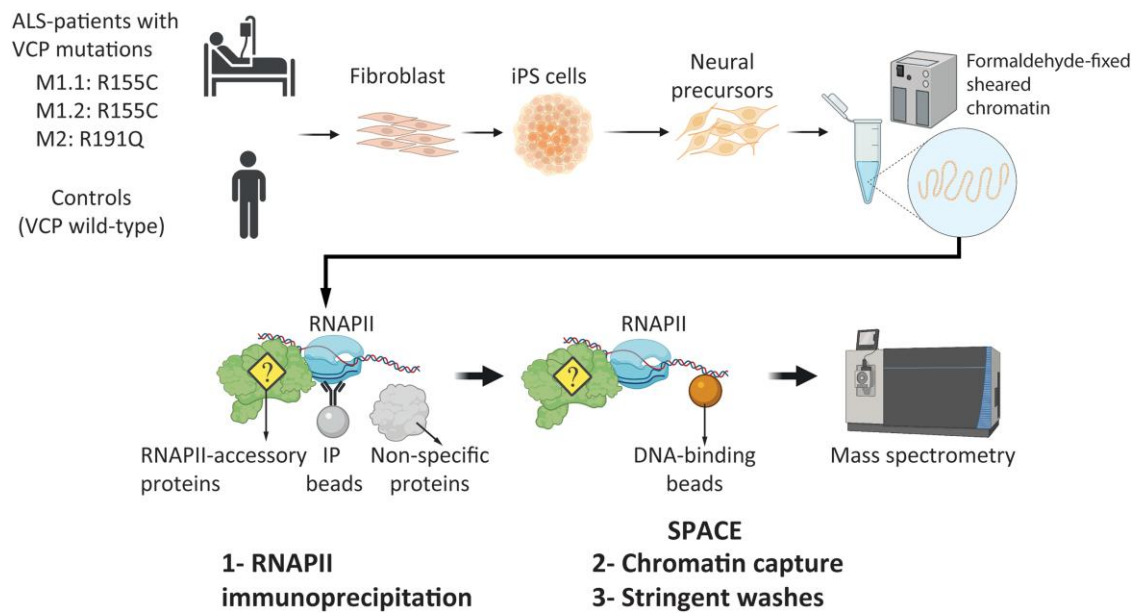 ALS-patients with
VCP mutations
M1.1: R155C
M1.2: R155C
M2: R191Q
Controls
(VCP wild-type)
Fibroblast
iPS cells
Neural
precursors
Formaldehyde-fixed
sheared
chromatin
RNAPII
?
RNAPII-accessory
proteins
IP
beads
Non-specific
proteins
RNAPII
?
DNA-binding
beads
Mass spectrometry
1- RNAPII
immunoprecipitation
SPACE
2- Chromatin capture
3- Stringent washes